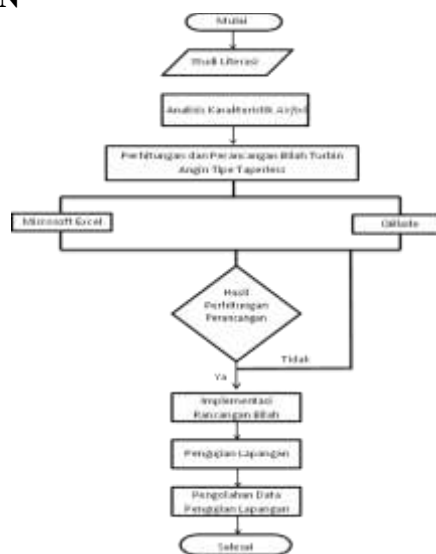 N
Mulai
Studi Literasi
Analisis Karakteristik Airfoil
Perhitungan dan Perancangan Bilah Turbin
Angin Tipe Taperless
Microsoft Excel
QBlade
Hasil
Perhitungan
Perancangan
Tidak
Ya
Implementasi
Rancangan Bilah
Pengujian Lapangan
Pengolahan Data
Pengujian Lapangan
Selesai